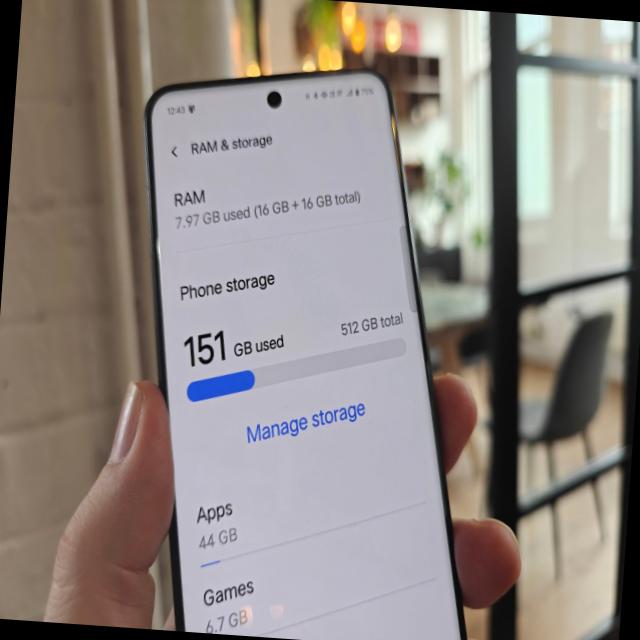 12:43
RAM & storage
RAM
7.97 GB used (16 GB + 16 GB total)
Phone storage
151 GB used
512 GB total
Manage storage
Apps
44 GB
Games
6.7 GB